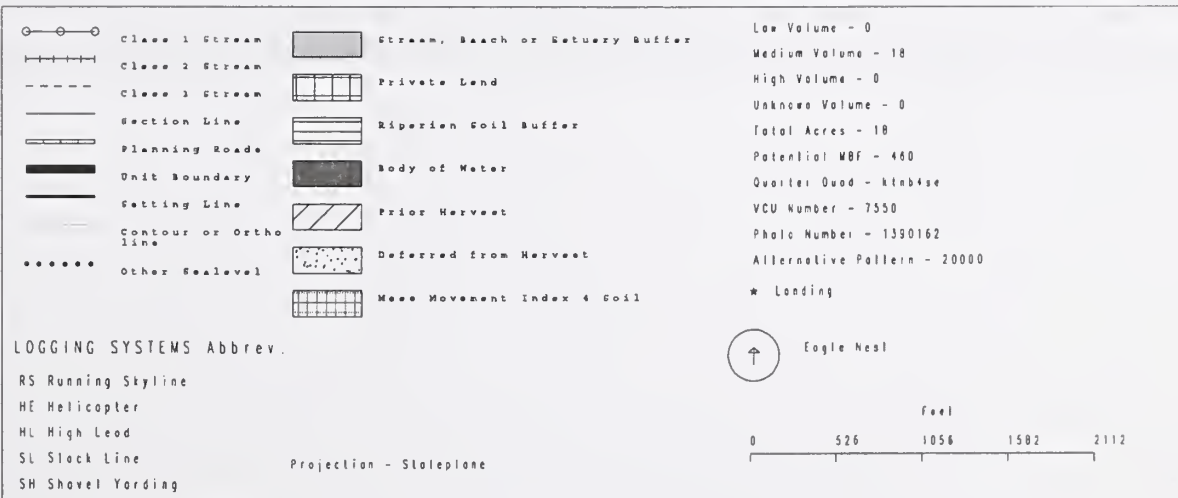 Class 1 Stream
Class 2 Stream
Class 3 Stream
Section Line
Planning Roads
Unit Boundary
Setting Line
Contour or Ortho
line
Other Sealevel
Stream, Beach or Estuery Buffer
Private Land
Riperien Soil Buffer
Body of Water
Prior Hervest
Deferred from Hervest
Mass Movement Index 4 Soil
Low Volume - 0
Medium Volume - 18
High Volume - 0
Unknown Volume - 0
Total Acres - 18
Potential MBF - 460
Quarter Quad - ktnb4se
VCU Number - 7550
Photo Number - 1390162
Alternative Pattern - 20000
★ Landing
Eagle Nest
LOGGING SYSTEMS Abbrev.
RS Running Skyline
HE Helicopter
HL High Lead
SL Slack Line
SH Shovel Yarding
Projection - Stateplane
Feet
0 526 1056 1582 2112